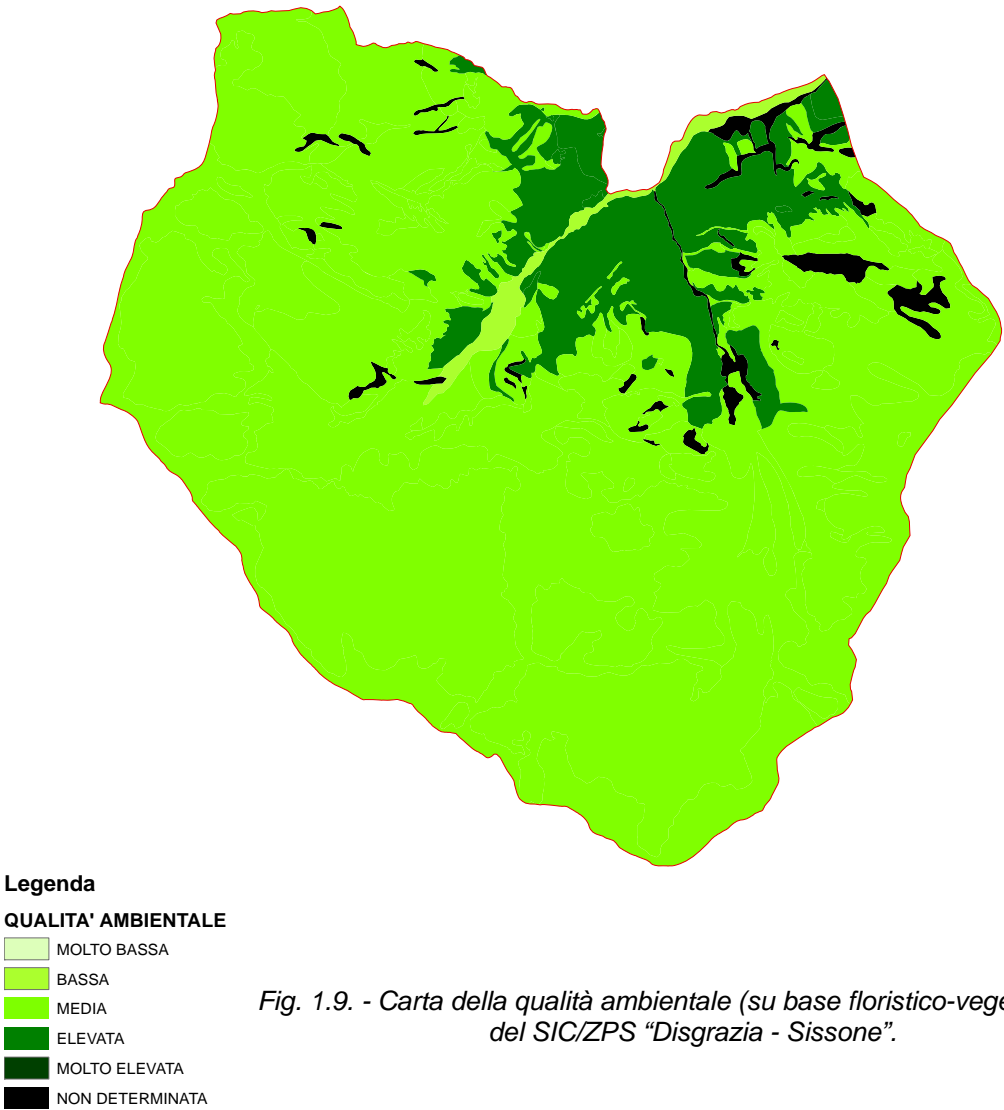 Legenda
QUALITA' AMBIENTALE
MOLTO BASSA
BASSA
MEDIA
ELEVATA
MOLTO ELEVATA
NON DETERMINATA
Fig. 1.9. - Carta della qualità ambientale (su base floristico-vege
del SIC/ZPS “Disgrazia - Sissone”.